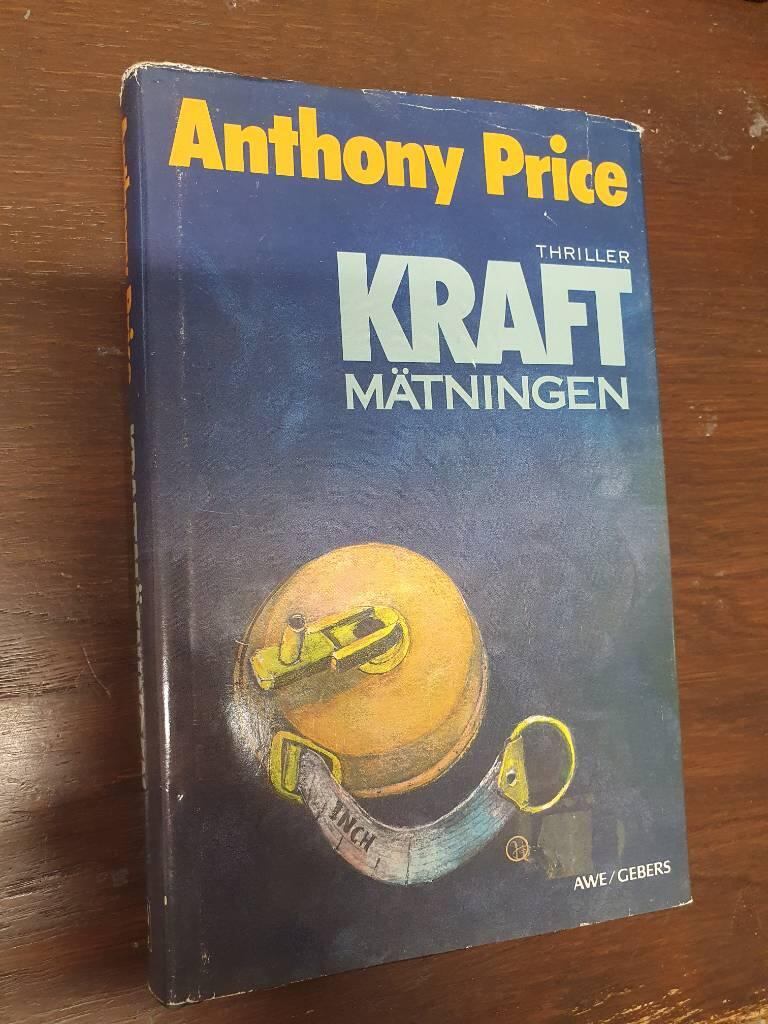 Anthony Price
THRILLER
KRAFT
MÄTNINGEN
INCH
AWE/GEBERS